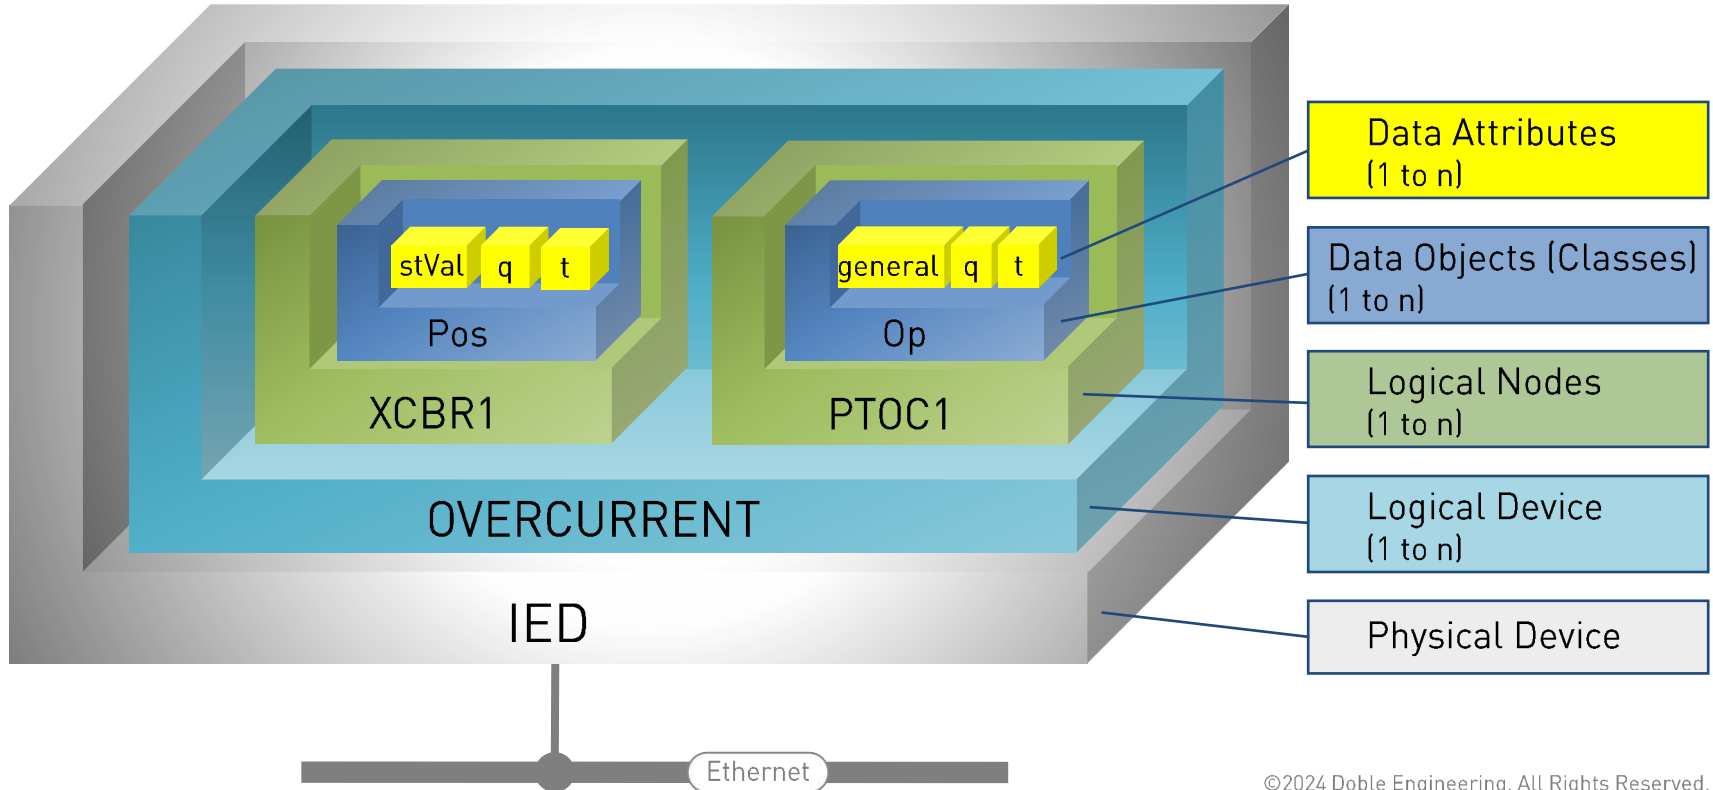 Data Attributes
(1 to n)
Data Objects (Classes)
(1 to n)
Logical Nodes
(1 to n)
Logical Device
(1 to n)
Physical Device
stVal
q
t
Pos
XCBR1
general
q
t
Op
PTOC1
OVERCURRENT
IED
Ethernet
©2024 Doble Engineering. All Rights Reserved.